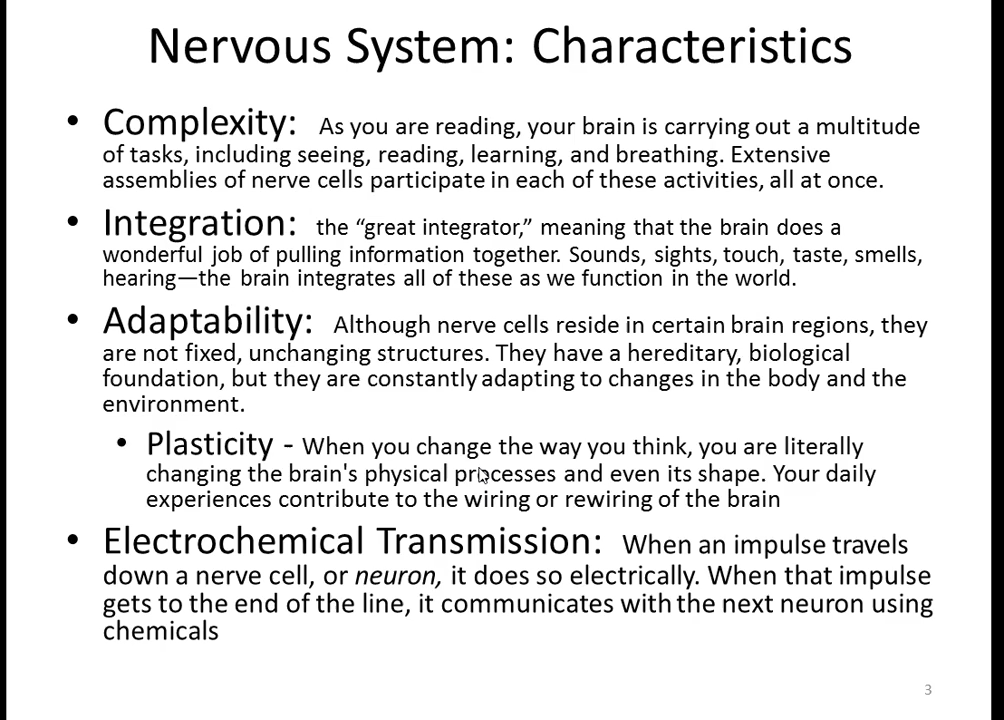 Nervous System: Characteristics
• Complexity: As you are reading, your brain is carrying out a multitude
of tasks, including seeing, reading, learning, and breathing. Extensive
assemblies of nerve cells participate in each of these activities, all at once.
• Integration: the “great integrator,” meaning that the brain does a
wonderful job of pulling information together. Sounds, sights, touch, taste, smells,
hearing—the brain integrates all of these as we function in the world.
• Adaptability: Although nerve cells reside in certain brain regions, they
are not fixed, unchanging structures. They have a hereditary, biological
foundation, but they are constantly adapting to changes in the body and the
environment.
• Plasticity - When you change the way you think, you are literally
changing the brain's physical processes and even its shape. Your daily
experiences contribute to the wiring or rewiring of the brain
• Electrochemical Transmission: When an impulse travels
down a nerve cell, or neuron, it does so electrically. When that impulse
gets to the end of the line, it communicates with the next neuron using
chemicals
3